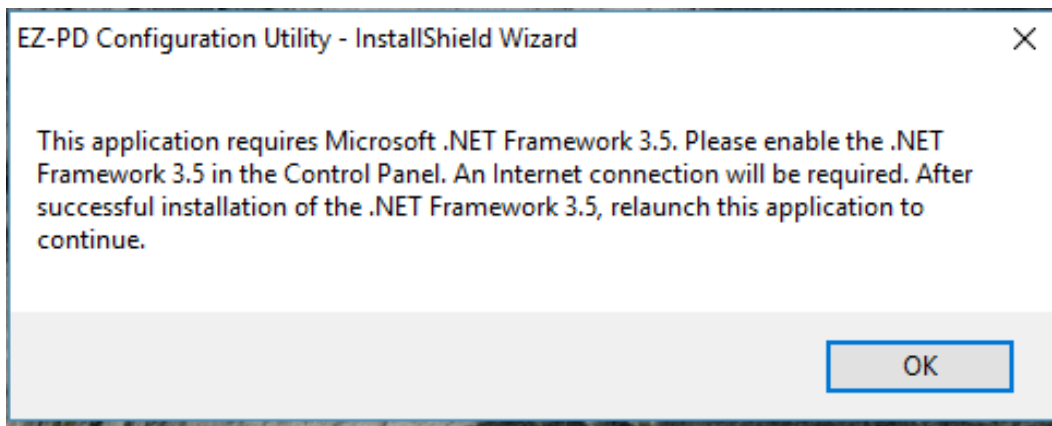 EZ-PD Configuration Utility - InstallShield Wizard
This application requires Microsoft .NET Framework 3.5. Please enable the .NET
Framework 3.5 in the Control Panel. An Internet connection will be required. After
successful installation of the .NET Framework 3.5, relaunch this application to
continue.
OK